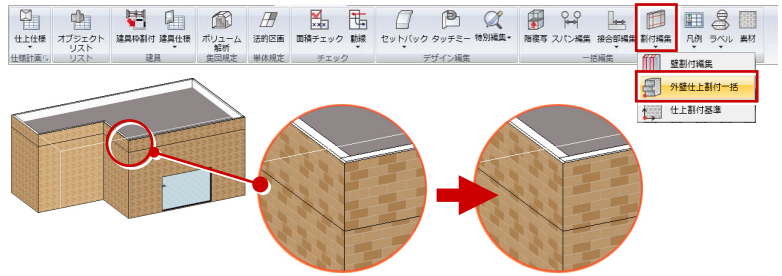 仕上仕様
オブジェクト
リスト
建具枠割付
建具仕様
ボリューム
解析
法的区画
面積チェック
動線
セットバック
タッチミー
特別編集
階複写
スパン編集
接合部編集
割付編集
凡例
ラベル
素材
仕様計画
リスト
建具
集団規定
単体規定
チェック
デザイン編集
一括編集
壁割付編集
外壁仕上割付一括
仕上割付基準